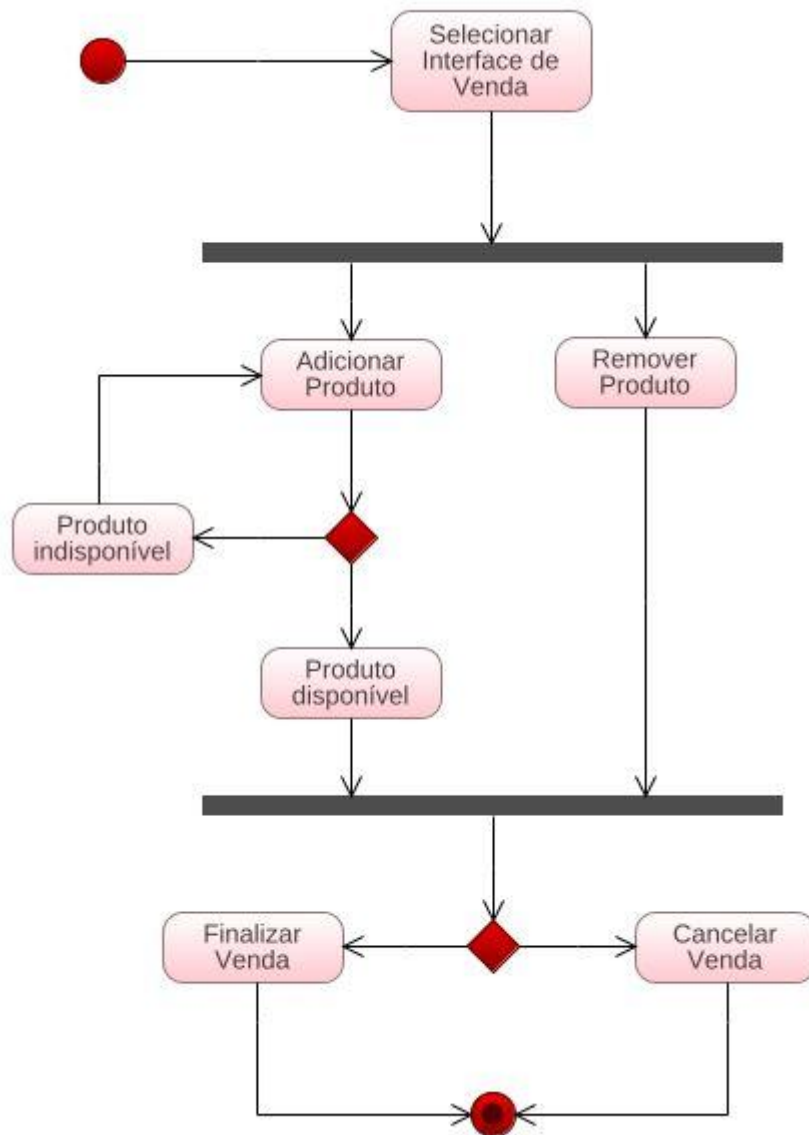 Selecionar
Interface de
Venda
Adicionar
Produto
Remover
Produto
Produto
indisponível
Produto
disponível
Finalizar
Venda
Cancelar
Venda